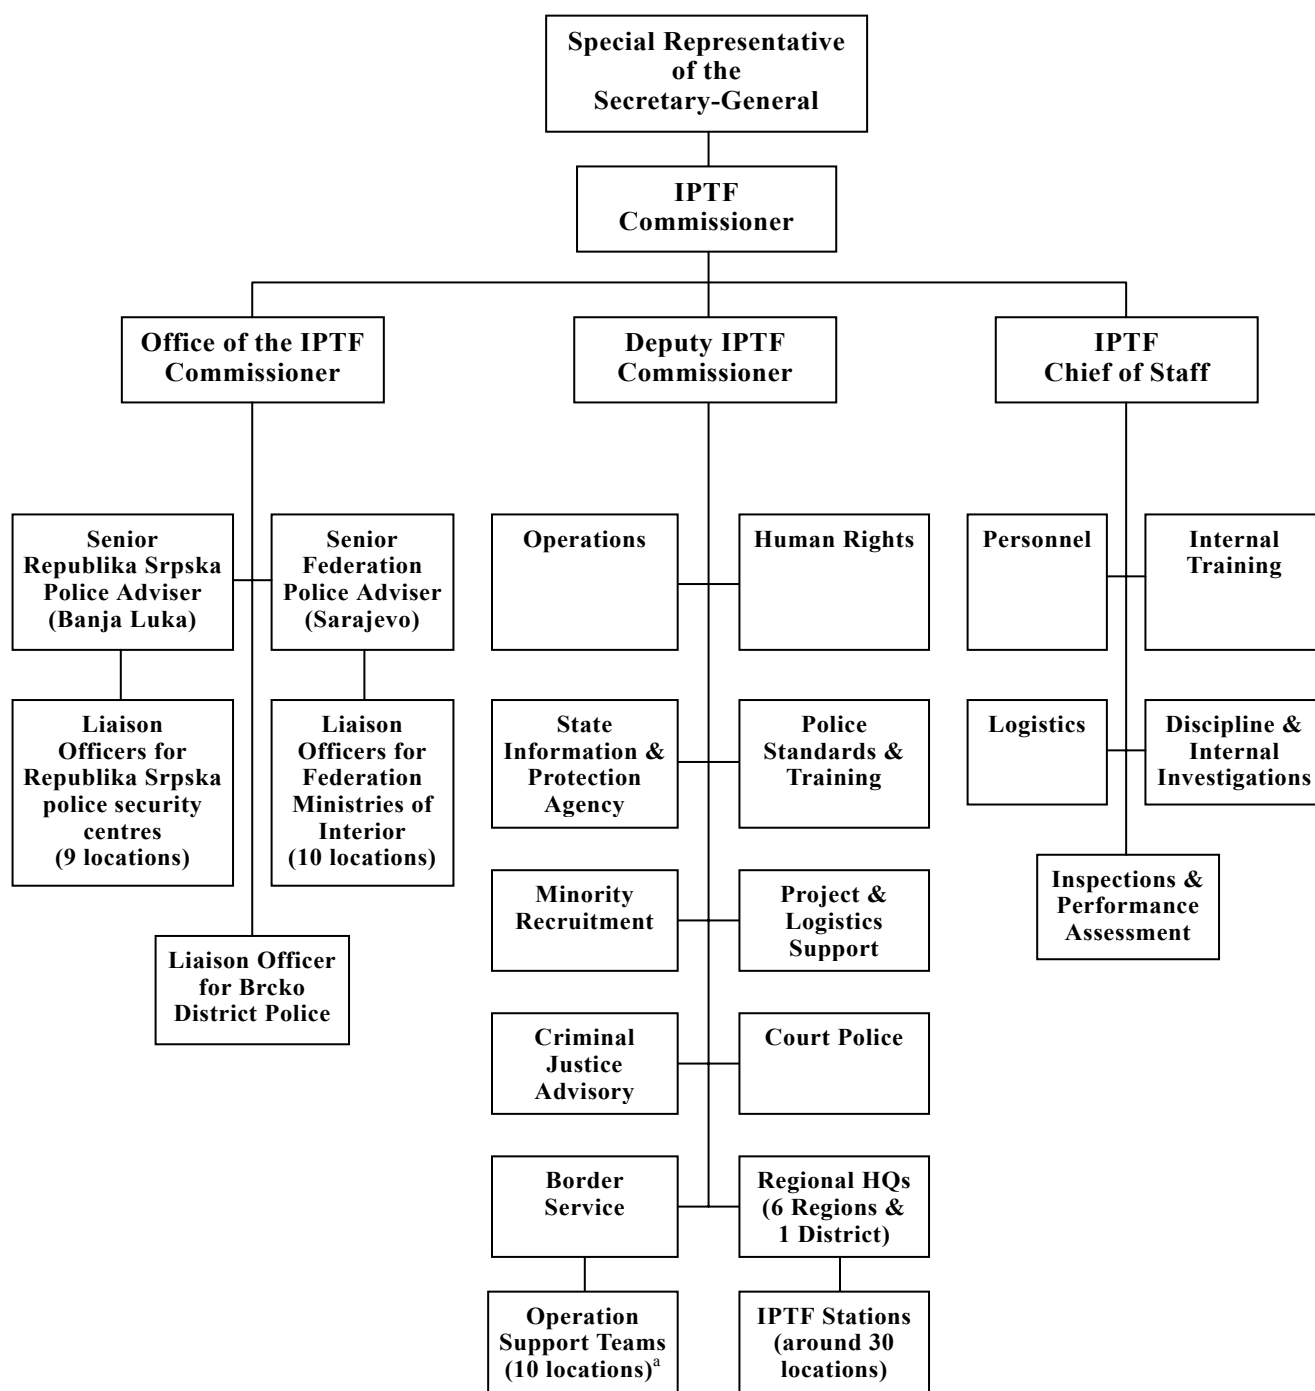 Special Representative
of the
Secretary-General
IPTF
Commissioner
Office of the IPTF
Commissioner
Deputy IPTF
Commissioner
IPTF
Chief of Staff
Senior
Republika Srpska
Police Adviser
(Banja Luka)
Senior
Federation
Police Adviser
(Sarajevo)
Operations
Human Rights
Personnel
Internal
Training
Liaison
Officers for
Republika Srpska
police security
centres
(9 locations)
Liaison
Officers for
Federation
Ministries of
Interior
(10 locations)
State
Information &
Protection
Agency
Police
Standards &
Training
Logistics
Discipline &
Internal
Investigations
Minority
Recruitment
Project &
Logistics
Support
Inspections &
Performance
Assessment
Liaison Officer
for Brcko
District Police
Criminal
Justice
Advisory
Court Police
Border
Service
Regional HQs
(6 Regions &
1 District)
Operation
Support Teams
(10 locations)a
IPTF Stations
(around 30
locations)